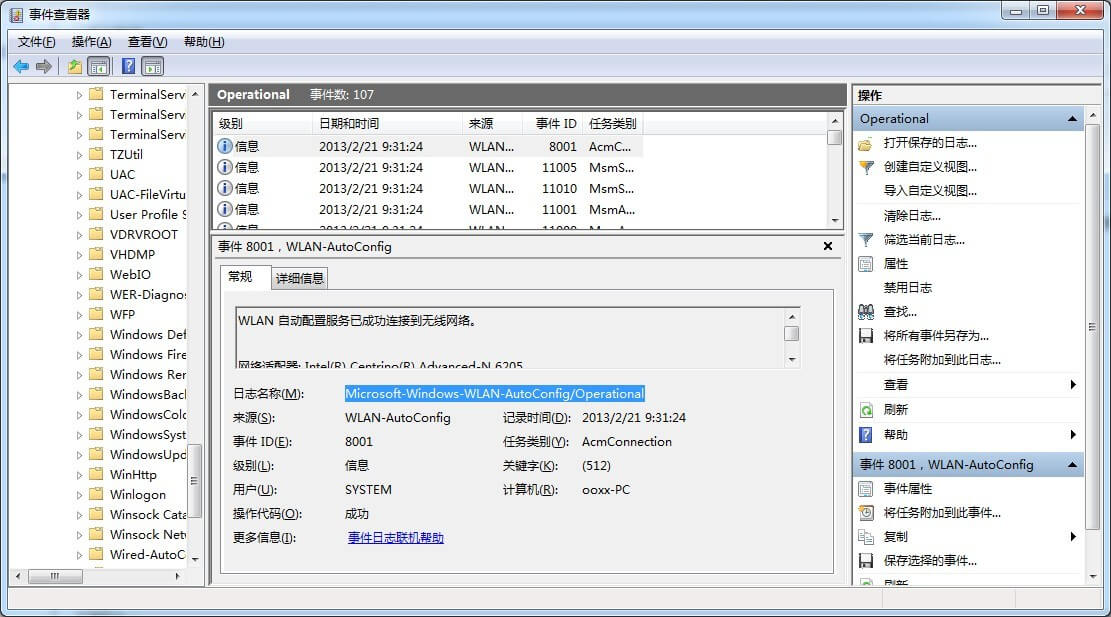 事件查看器
文件(F) 操作(A) 查看(V) 帮助(H)
TerminalServ
TerminalServ
TerminalServ
TZUtil
UAC
UAC-FileVirtu
User Profile S
VDRVROOT
VHDMP
WebIO
WER-Diagnos
WFP
Windows Def
Windows Fire
Windows Rer
WindowsBacl
WindowsColo
WindowsSyst
WindowsUpd
WinHttp
Winlogon
Winsock Cata
Winsock Netw
Wired-AutoCo
Operational 事件数: 107
级别 日期和时间 来源 事件 ID 任务类别
信息 2013/2/21 9:31:24 WLAN... 8001 AcmC...
信息 2013/2/21 9:31:24 WLAN... 11005 MsmS...
信息 2013/2/21 9:31:24 WLAN... 11010 MsmS...
信息 2013/2/21 9:31:24 WLAN... 11001 MsmA...
事件 8001，WLAN-AutoConfig
常规 详细信息
WLAN 自动配置服务已成功连接到无线网络。
网络适配器: Intel(R) Centrino(R) Advanced-N 6205
日志名称(M): Microsoft-Windows-WLAN-AutoConfig/Operational
来源(S): WLAN-AutoConfig 记录时间(D): 2013/2/21 9:31:24
事件 ID(E): 8001 任务类别(Y): AcmConnection
级别(L): 信息 关键字(K): (512)
用户(U): SYSTEM 计算机(R): ooxx-PC
操作代码(O): 成功
更多信息(I): 事件日志联机帮助
操作
Operational
打开保存的日志...
创建自定义视图...
导入自定义视图...
清除日志...
筛选当前日志...
属性
禁用日志
查找...
将所有事件另存为...
将任务附加到此日志...
查看
刷新
帮助
事件 8001，WLAN-AutoConfig
事件属性
将任务附加到此事件...
复制
保存选择的事件...
刷新